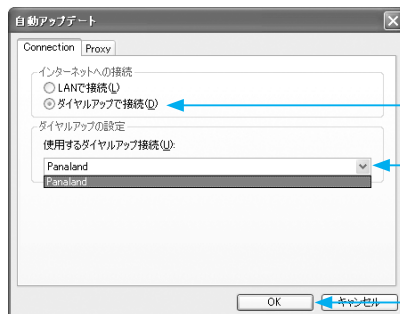 自動アップデート
Connection Proxy
インターネットへの接続
LANで接続(L)
ダイヤルアップで接続(D)
ダイヤルアップの設定
使用するダイヤルアップ接続(U):
Panaland
Panaland
OK キャンセル